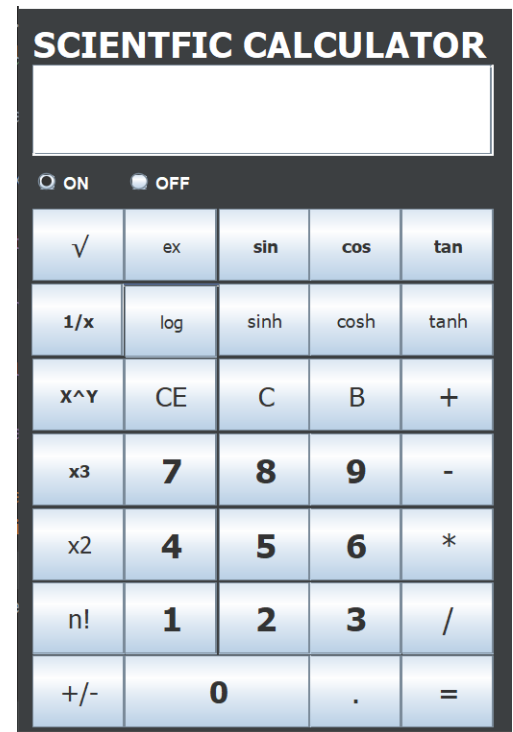 SCIENTFIC CALCULATOR
ON OFF
√ ex sin cos tan
1/x log sinh cosh tanh
X^Y CE C B +
x3 7 8 9 -
x2 4 5 6 *
n! 1 2 3 /
+/- 0 . =